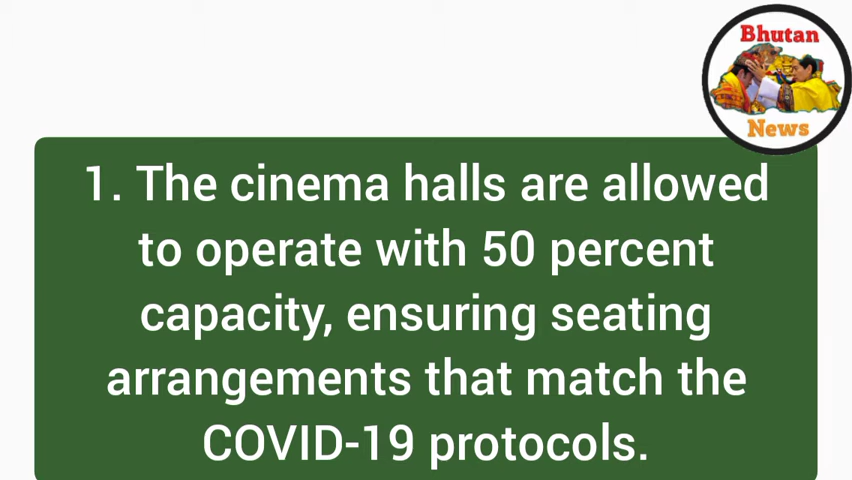 Bhutan
News
1. The cinema halls are allowed
to operate with 50 percent
capacity, ensuring seating
arrangements that match the
COVID-19 protocols.